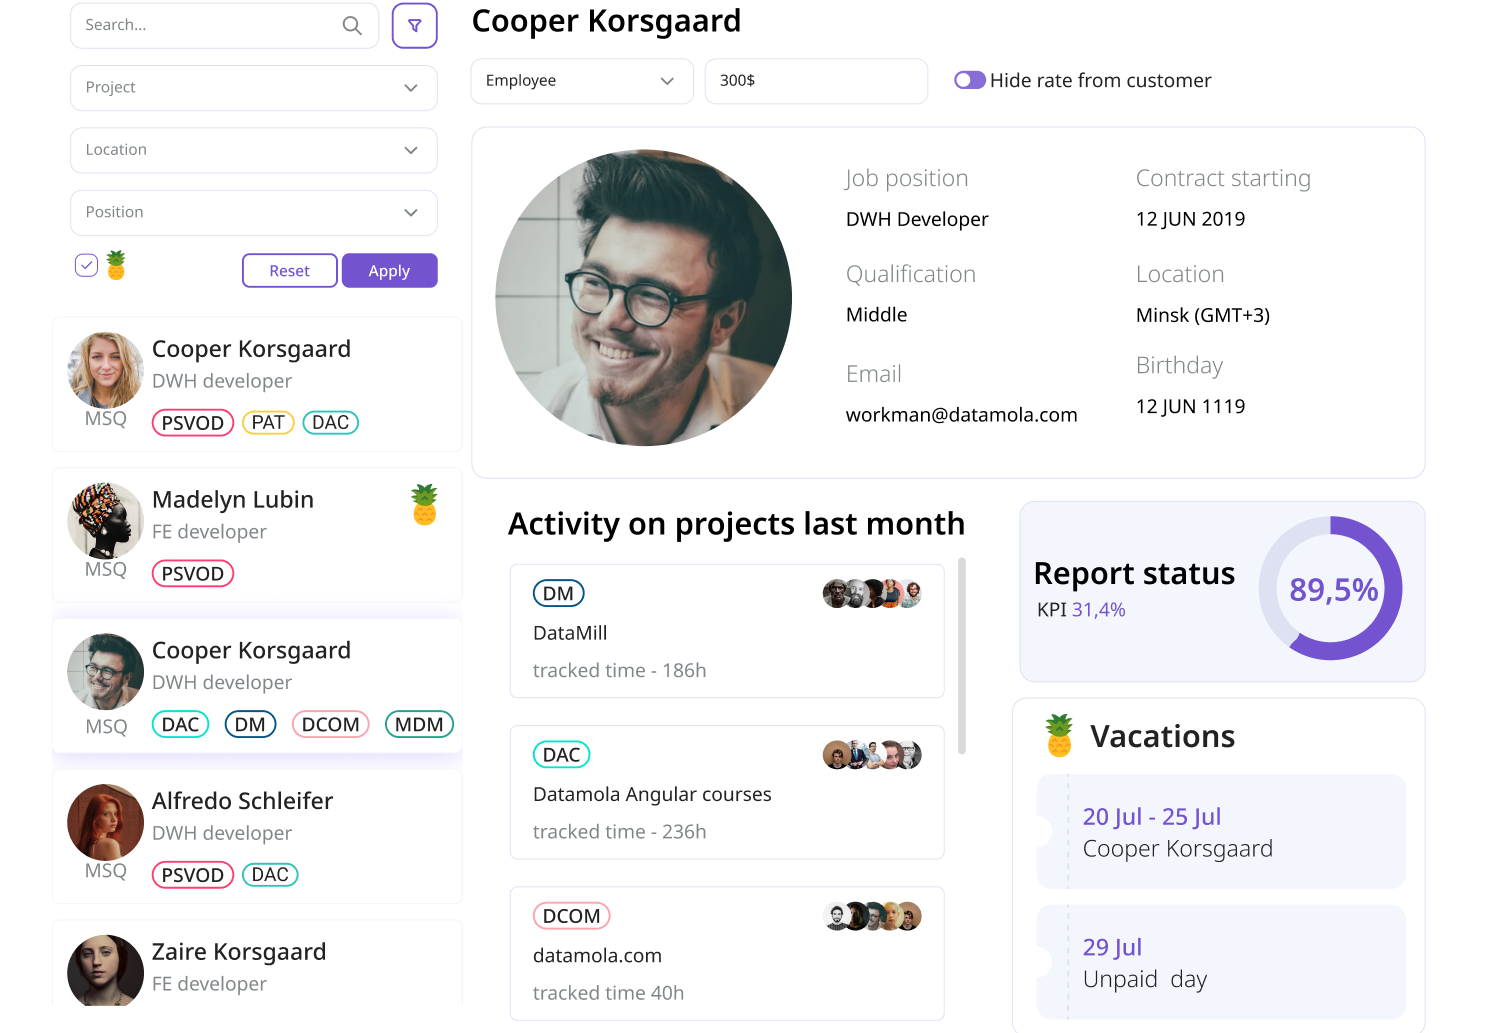 Search...
Project
Location
Position
Reset
Apply
Cooper Korsgaard
DWH developer
MSQ
PSVOD
PAT
DAC
Madelyn Lubin
FE developer
MSQ
PSVOD
Cooper Korsgaard
DWH developer
MSQ
DAC
DM
DCOM
MDM
Alfredo Schleifer
DWH developer
MSQ
PSVOD
DAC
Zaire Korsgaard
FE developer
Cooper Korsgaard
Employee
300$
Hide rate from customer
Job position
DWH Developer
Contract starting
12 JUN 2019
Qualification
Middle
Location
Minsk (GMT+3)
Email
workman@datamola.com
Birthday
12 JUN 1119
Activity on projects last month
DM
DataMill
tracked time - 186h
DAC
Datamola Angular courses
tracked time - 236h
DCOM
datamola.com
tracked time 40h
Report status
KPI 31,4%
89,5%
Vacations
20 Jul - 25 Jul
Cooper Korsgaard
29 Jul
Unpaid  day